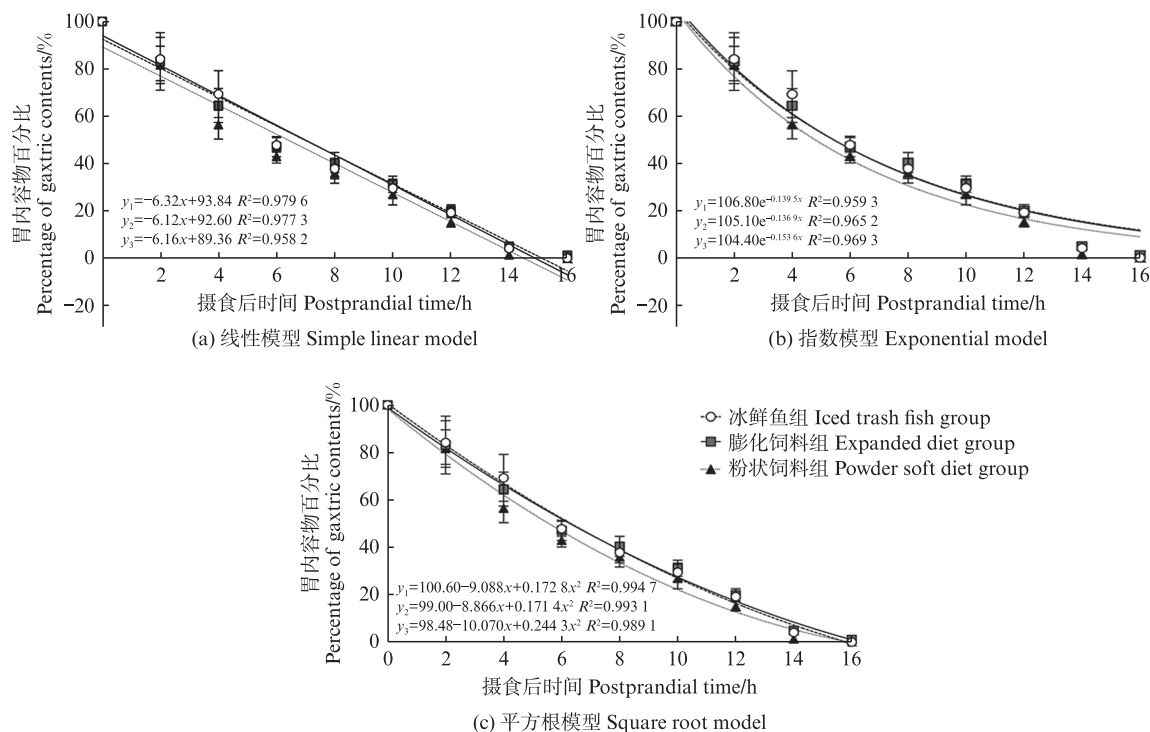 100
80
60
40
20
0
−20
胃内容物百分比
Percentage of gaxtric contents/%
y₁=−6.32x+93.84 R²=0.979 6
y₂=−6.12x+92.60 R²=0.977 3
y₃=−6.16x+89.36 R²=0.958 2
2 4 6 8 10 12 14 16
摄食后时间 Postprandial time/h
(a) 线性模型 Simple linear model
100
80
60
40
20
0
−20
胃内容物百分比
Percentage of gaxtric contents/%
y₁=106.80e⁻⁰·¹³⁹ ⁵ˣ R²=0.959 3
y₂=105.10e⁻⁰·¹³⁶ ⁹ˣ R²=0.965 2
y₃=104.40e⁻⁰·¹⁵³ ⁶ˣ R²=0.969 3
2 4 6 8 10 12 14 16
摄食后时间 Postprandial time/h
(b) 指数模型 Exponential model
100
80
60
40
20
0
胃内容物百分比
Percentage of gaxtric contents/%
y₁=100.60−9.088x+0.172 8x² R²=0.994 7
y₂=99.00−8.866x+0.171 4x² R²=0.993 1
y₃=98.48−10.070x+0.244 3x² R²=0.989 1
0 2 4 6 8 10 12 14 16
摄食后时间 Postprandial time/h
(c) 平方根模型 Square root model
冰鲜鱼组 Iced trash fish group
膨化饲料组 Expanded diet group
粉状饲料组 Powder soft diet group